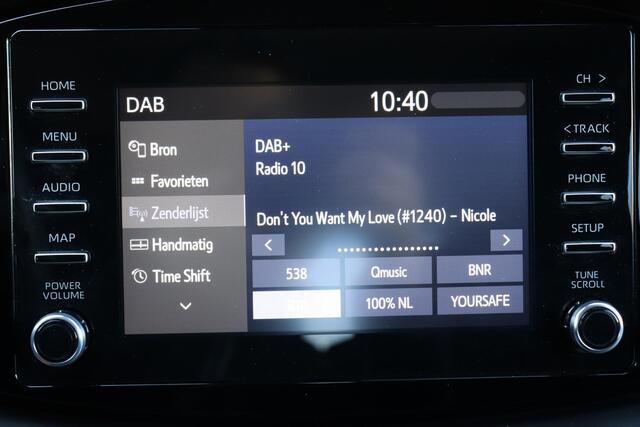 DAB 10:40
HOME
MENU
AUDIO
MAP
POWER
VOLUME
Bron
Favorieten
Zenderlijst
Handmatig
Time Shift
DAB+
Radio 10
Don't You Want My Love (#1240) – Nicole
< >
538 Qmusic BNR
100% NL YOURSAFE
CH >
< TRACK
PHONE
SETUP
TUNE
SCROLL